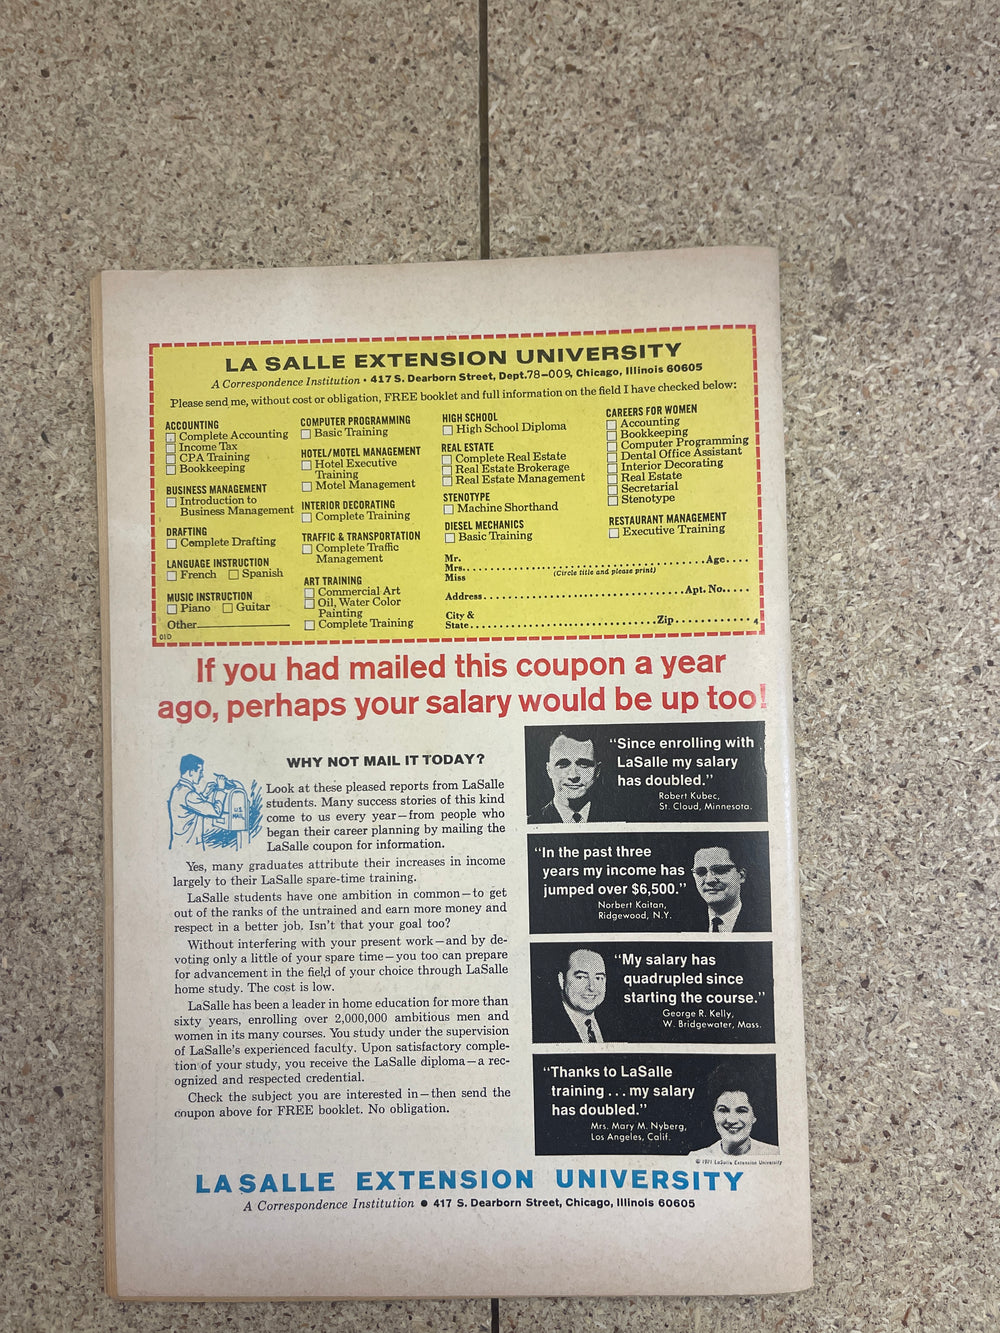 LA SALLE EXTENSION UNIVERSITY
A Correspondence Institution • 417 S. Dearborn Street, Dept. 78-009, Chicago, Illinois 60605
Please send me, without cost or obligation, FREE booklet and full information on the field I have checked below:
ACCOUNTING
Complete Accounting
Income Tax
CPA Training
Bookkeeping
BUSINESS MANAGEMENT
Introduction to
Business Management
DRAFTING
Complete Drafting
LANGUAGE INSTRUCTION
French Spanish
MUSIC INSTRUCTION
Piano Guitar
Other
01D
COMPUTER PROGRAMMING
Basic Training
HOTEL/MOTEL MANAGEMENT
Hotel Executive
Training
Motel Management
INTERIOR DECORATING
Complete Training
TRAFFIC & TRANSPORTATION
Complete Traffic
Management
ART TRAINING
Commercial Art
Oil, Water Color
Painting
Complete Training
HIGH SCHOOL
High School Diploma
REAL ESTATE
Complete Real Estate
Real Estate Brokerage
Real Estate Management
STENOTYPE
Machine Shorthand
DIESEL MECHANICS
Basic Training
CAREERS FOR WOMEN
Accounting
Bookkeeping
Computer Programming
Dental Office Assistant
Interior Decorating
Real Estate
Secretarial
Stenotype
RESTAURANT MANAGEMENT
Executive Training
Mr.
Mrs. Age
Miss (Circle title and please print)
Address Apt. No.
City &
State Zip 4
If you had mailed this coupon a year
ago, perhaps your salary would be up too!
WHY NOT MAIL IT TODAY?
U.S.
MAIL
Look at these pleased reports from LaSalle
students. Many success stories of this kind
come to us every year—from people who
began their career planning by mailing the
LaSalle coupon for information.
Yes, many graduates attribute their increases in income
largely to their LaSalle spare-time training.
LaSalle students have one ambition in common—to get
out of the ranks of the untrained and earn more money and
respect in a better job. Isn't that your goal too?
Without interfering with your present work—and by de-
voting only a little of your spare time—you too can prepare
for advancement in the field of your choice through LaSalle
home study. The cost is low.
LaSalle has been a leader in home education for more than
sixty years, enrolling over 2,000,000 ambitious men and
women in its many courses. You study under the supervision
of LaSalle's experienced faculty. Upon satisfactory comple-
tion of your study, you receive the LaSalle diploma—a rec-
ognized and respected credential.
Check the subject you are interested in—then send the
coupon above for FREE booklet. No obligation.
"Since enrolling with
LaSalle my salary
has doubled."
Robert Kubec,
St. Cloud, Minnesota.
"In the past three
years my income has
jumped over $6,500."
Norbert Kaitan,
Ridgewood, N.Y.
"My salary has
quadrupled since
starting the course."
George R. Kelly,
W. Bridgewater, Mass.
"Thanks to LaSalle
training...my salary
has doubled."
Mrs. Mary M. Nyberg,
Los Angeles, Calif.
© 1971 LaSalle Extension University
LA SALLE EXTENSION UNIVERSITY
A Correspondence Institution • 417 S. Dearborn Street, Chicago, Illinois 60605